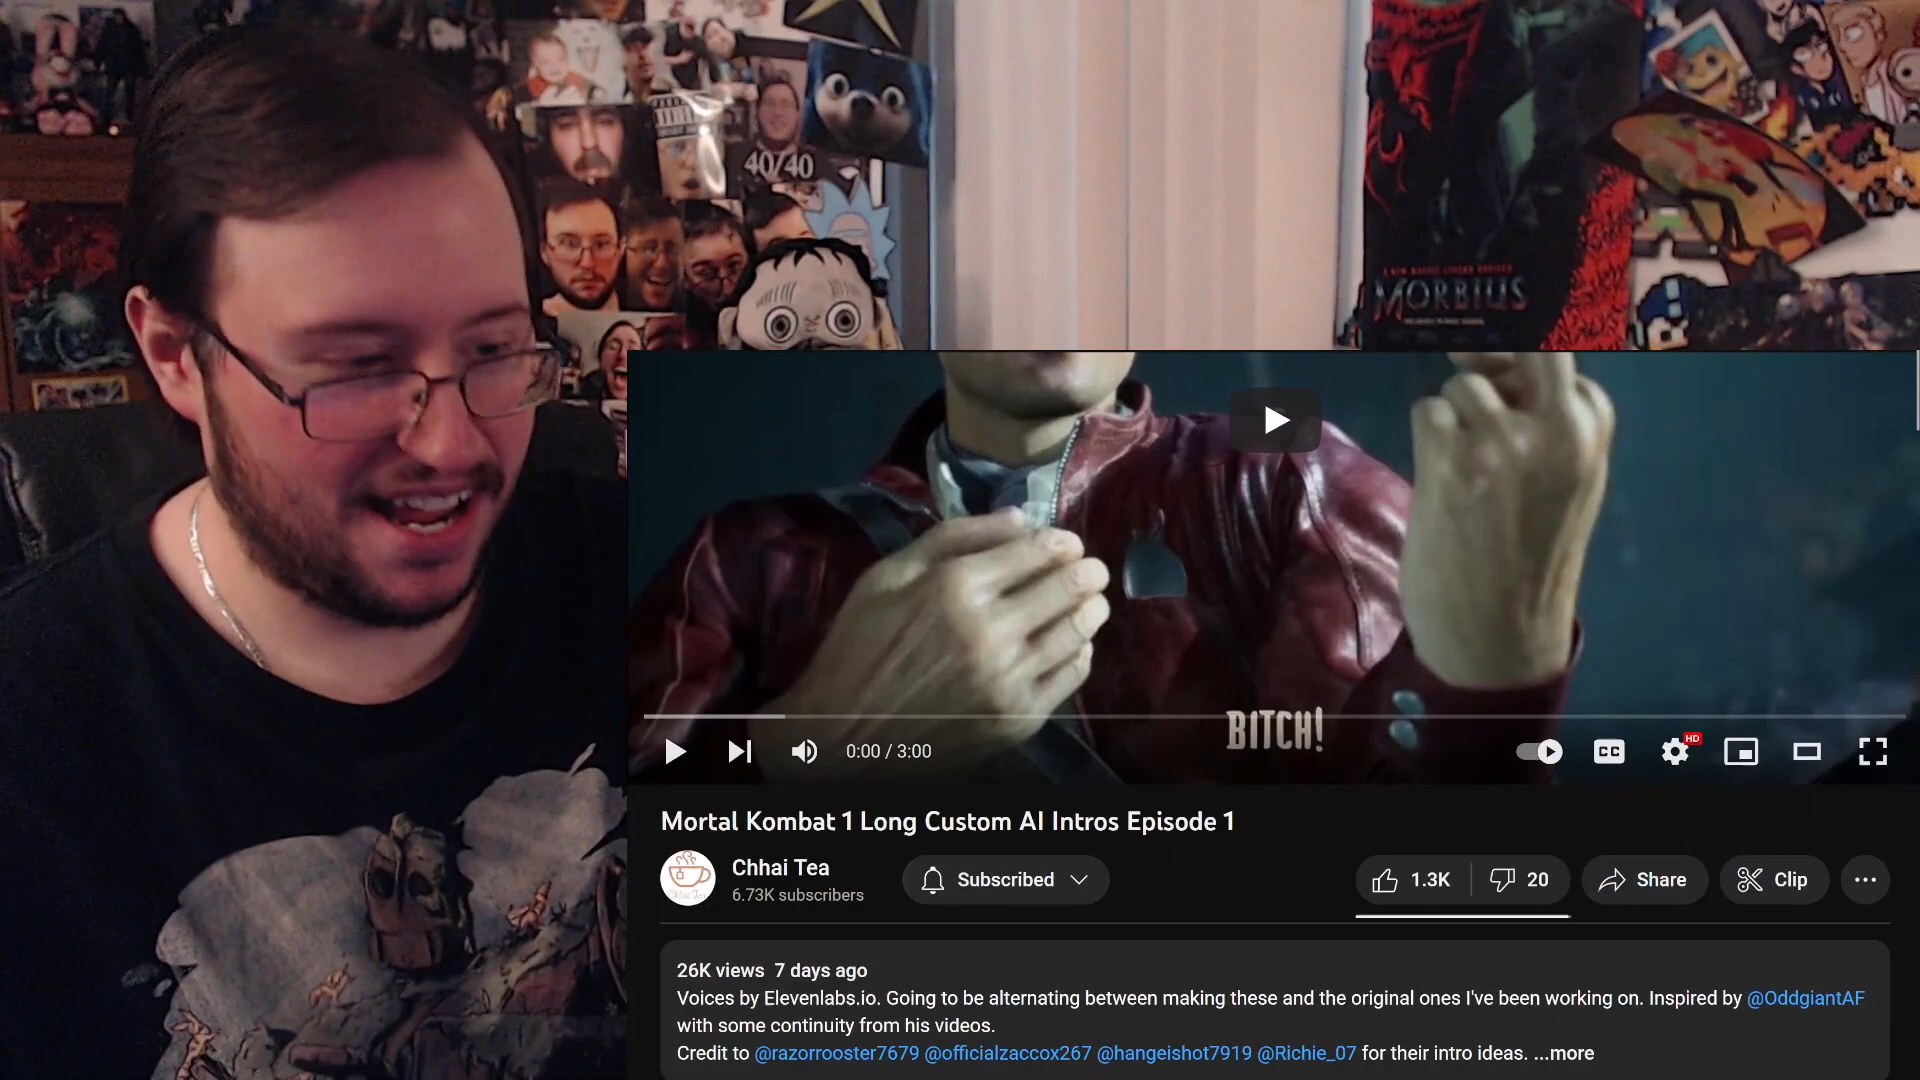 40/40
MORBIUS
BITCH!
0:00 / 3:00
CC
HD
Mortal Kombat 1 Long Custom AI Intros Episode 1
Chhai Tea
6.73K subscribers
Subscribed
1.3K
20
Share
Clip
26K views 7 days ago
Voices by Elevenlabs.io. Going to be alternating between making these and the original ones I've been working on. Inspired by @OddgiantAF
with some continuity from his videos.
Credit to @razorrooster7679 @officialzaccox267 @hangeishot7919 @Richie_07 for their intro ideas. ...more